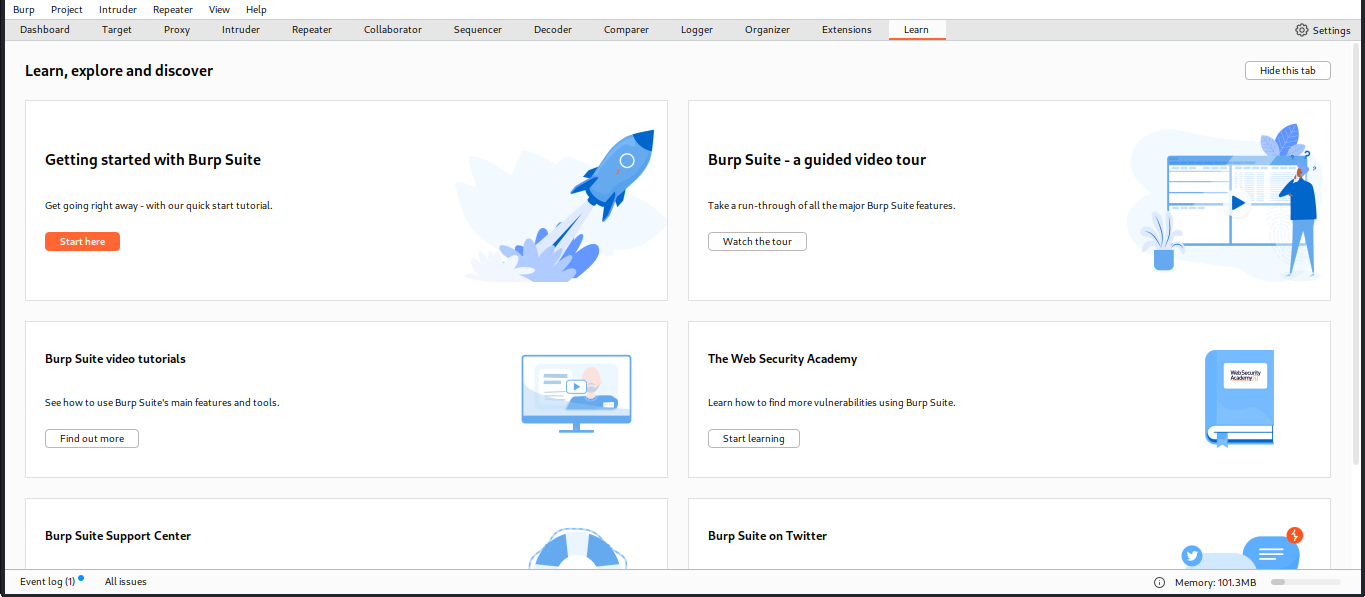 Burp Project Intruder Repeater View Help
Dashboard Target Proxy Intruder Repeater Collaborator Sequencer Decoder Comparer Logger Organizer Extensions Learn Settings
Learn, explore and discover Hide this tab
Getting started with Burp Suite
Get going right away - with our quick start tutorial.
Start here
Burp Suite - a guided video tour
Take a run-through of all the major Burp Suite features.
Watch the tour
Burp Suite video tutorials
See how to use Burp Suite's main features and tools.
Find out more
The Web Security Academy
Learn how to find more vulnerabilities using Burp Suite.
Start learning
WebSecurity
Academy
Burp Suite Support Center
Burp Suite on Twitter
Event log (1) All issues Memory: 101.3MB